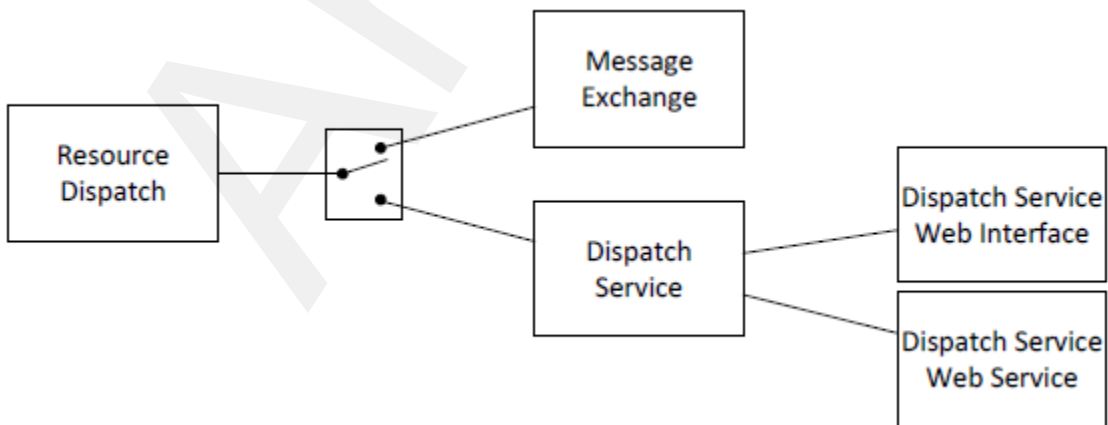 Message
Exchange
Resource
Dispatch
Dispatch Service
Web Interface
Dispatch
Service
Dispatch Service
Web Service